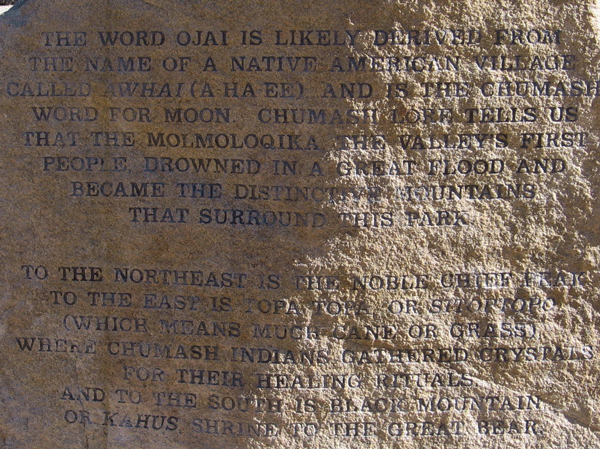 THE WORD OJAI IS LIKELY DERIVED FROM
THE NAME OF A NATIVE AMERICAN VILLAGE
CALLED AWHAI (A-HA-EE) AND IS THE CHUMASH
WORD FOR MOON. CHUMASH LORE TELLS US
THAT THE MOLMOLOQIKA, THE VALLEY'S FIRST
PEOPLE, DROWNED IN A GREAT FLOOD AND
BECAME THE DISTINCTIVE MOUNTAINS
THAT SURROUND THIS PARK.
TO THE NORTHEAST IS THE NOBLE CHIEF PEAK
TO THE EAST IS TOPA TOPA, OR SITOPTOPO
(WHICH MEANS MUCH CANE OR GRASS)
WHERE CHUMASH INDIANS GATHERED CRYSTALS
FOR THEIR HEALING RITUALS,
AND TO THE SOUTH IS BLACK MOUNTAIN
OR KAHUS, SHRINE TO THE GREAT BEAR.